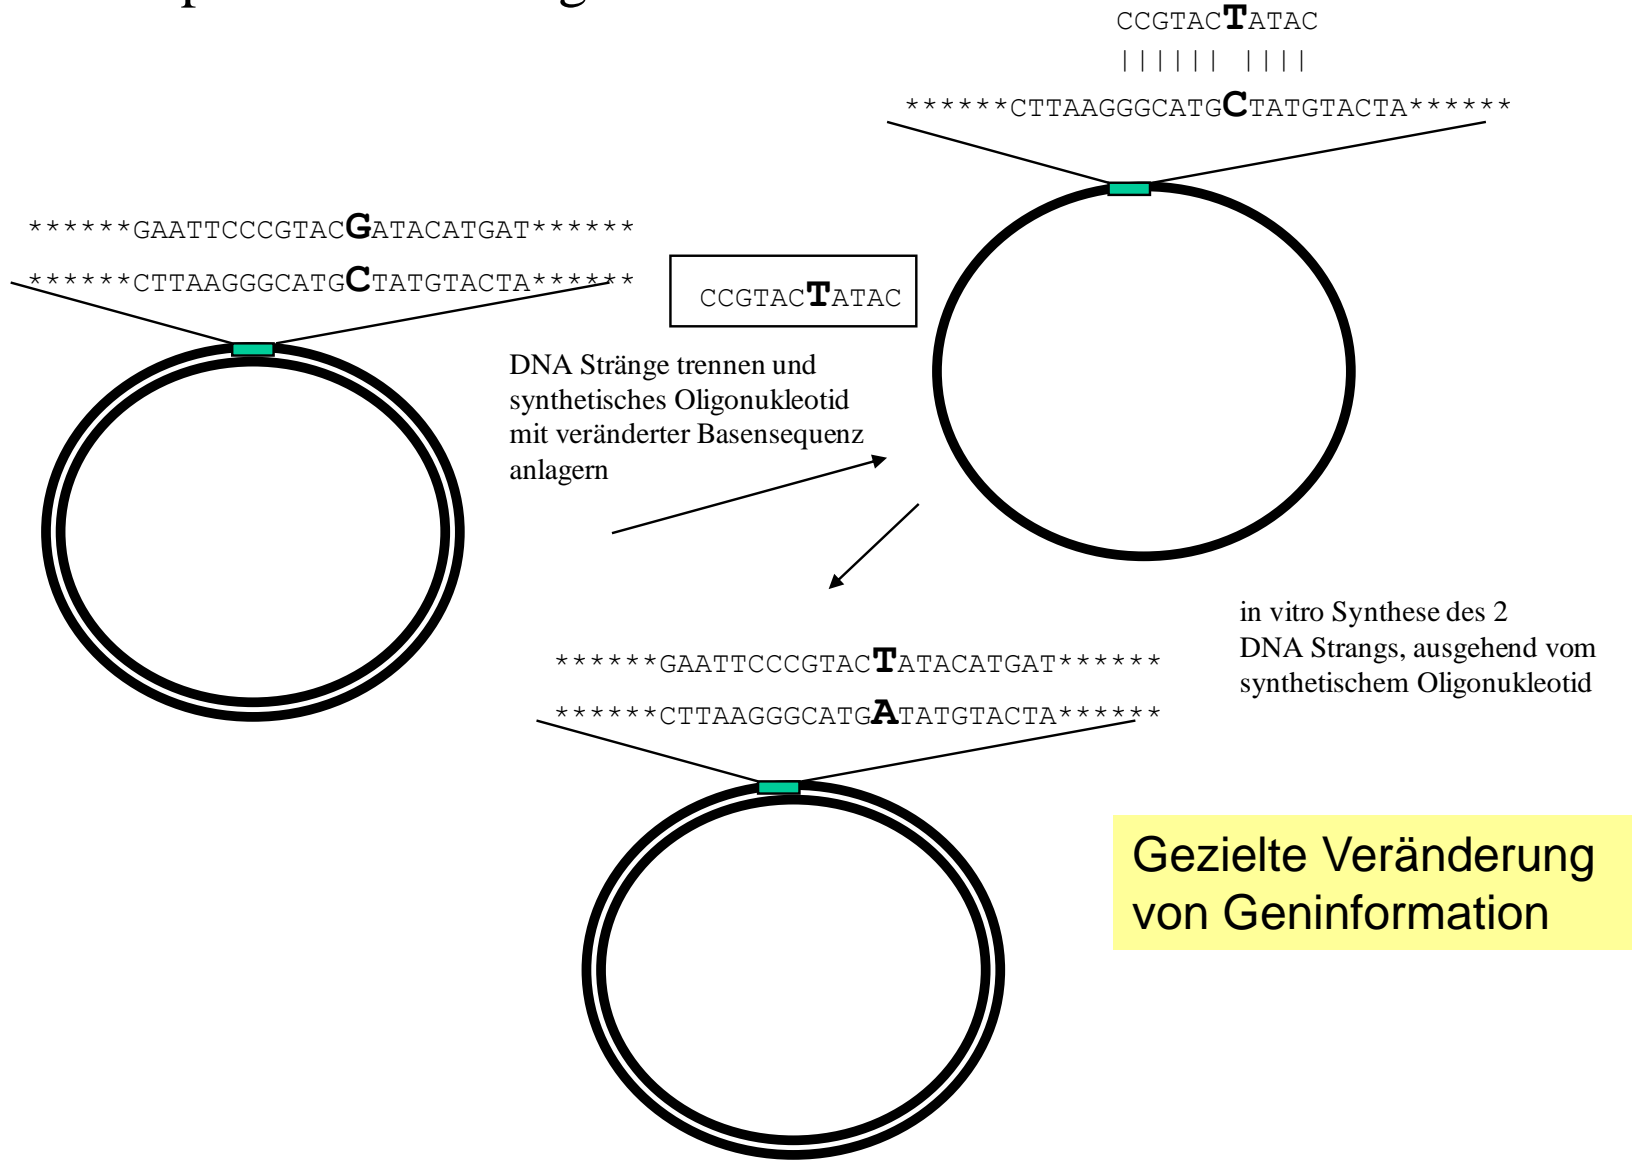 CCGTACTATAC
|||||| ||||
******CTTAAGGGCATGCTATGTACTA******
******GAATTCCCGTACGATACATGAT******
******CTTAAGGGCATGCTATGTACTA******
CCGTACTATAC
DNA Stränge trennen und
synthetisches Oligonukleotid
mit veränderter Basensequenz
anlagern
in vitro Synthese des 2
DNA Strangs, ausgehend vom
synthetischem Oligonukleotid
******GAATTCCCGTACTATACATGAT******
******CTTAAGGGCATGATATGTACTA******
Gezielte Veränderung
von Geninformation